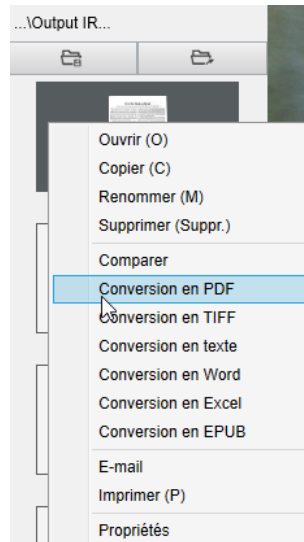 ...\Output IR...
Ouvrir (O)
Copier (C)
Renommer (M)
Supprimer (Suppr.)
Comparer
Conversion en PDF
Conversion en TIFF
Conversion en texte
Conversion en Word
Conversion en Excel
Conversion en EPUB
E-mail
Imprimer (P)
Propriétés